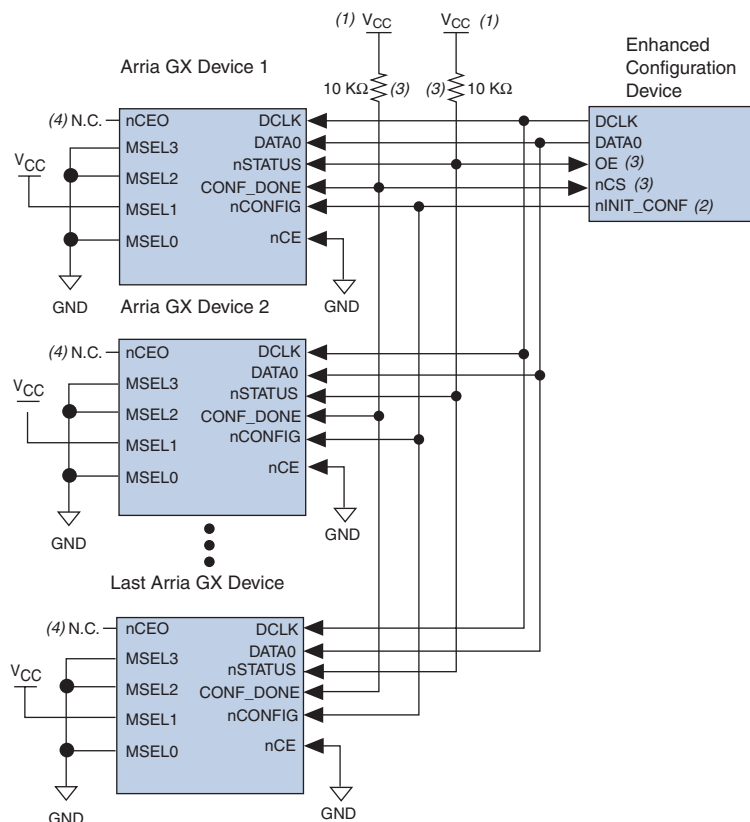 (1) VCC
VCC (1)
Enhanced
Configuration
Device
Arria GX Device 1
10 KΩ (3)
(3) 10 KΩ
(4) N.C.
nCEO
MSEL3
MSEL2
MSEL1
MSEL0
VCC
GND
DCLK
DATA0
nSTATUS
CONF_DONE
nCONFIG
nCE
GND
DCLK
DATA0
OE (3)
nCS (3)
nINIT_CONF (2)
Arria GX Device 2
(4) N.C.
nCEO
MSEL3
MSEL2
MSEL1
MSEL0
VCC
GND
DCLK
DATA0
nSTATUS
CONF_DONE
nCONFIG
nCE
GND
Last Arria GX Device
(4) N.C.
nCEO
MSEL3
MSEL2
MSEL1
MSEL0
VCC
GND
DCLK
DATA0
nSTATUS
CONF_DONE
nCONFIG
nCE
GND